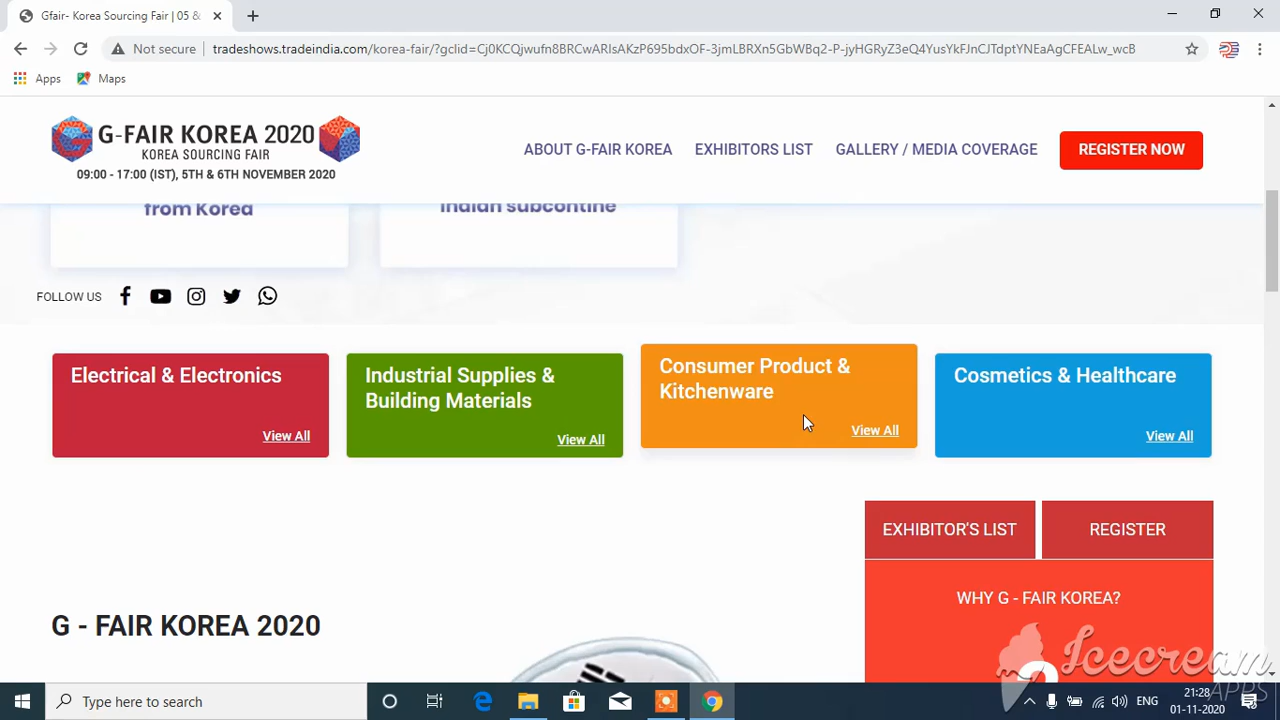 Gfair- Korea Sourcing Fair | 05 &
Not secure
tradeshows.tradeindia.com/korea-fair/?gclid=Cj0KCQjwufn8BRCwARIsAKzP695bdxOF-3jmLBRXn5GbWBq2-P-jyHGRyZ3eQ4YusYkFJnCJTdptYNEaAgCFEALw_wcB
Apps
Maps
G-FAIR KOREA 2020
KOREA SOURCING FAIR
09:00 - 17:00 (IST), 5TH & 6TH NOVEMBER 2020
ABOUT G-FAIR KOREA
EXHIBITORS LIST
GALLERY / MEDIA COVERAGE
REGISTER NOW
from Korea
Indian subcontine
FOLLOW US
Electrical & Electronics
View All
Industrial Supplies &
Building Materials
View All
Consumer Product &
Kitchenware
View All
Cosmetics & Healthcare
View All
EXHIBITOR'S LIST
REGISTER
WHY G - FAIR KOREA?
G - FAIR KOREA 2020
Icecream
APPS
Type here to search
ENG
21:28
01-11-2020